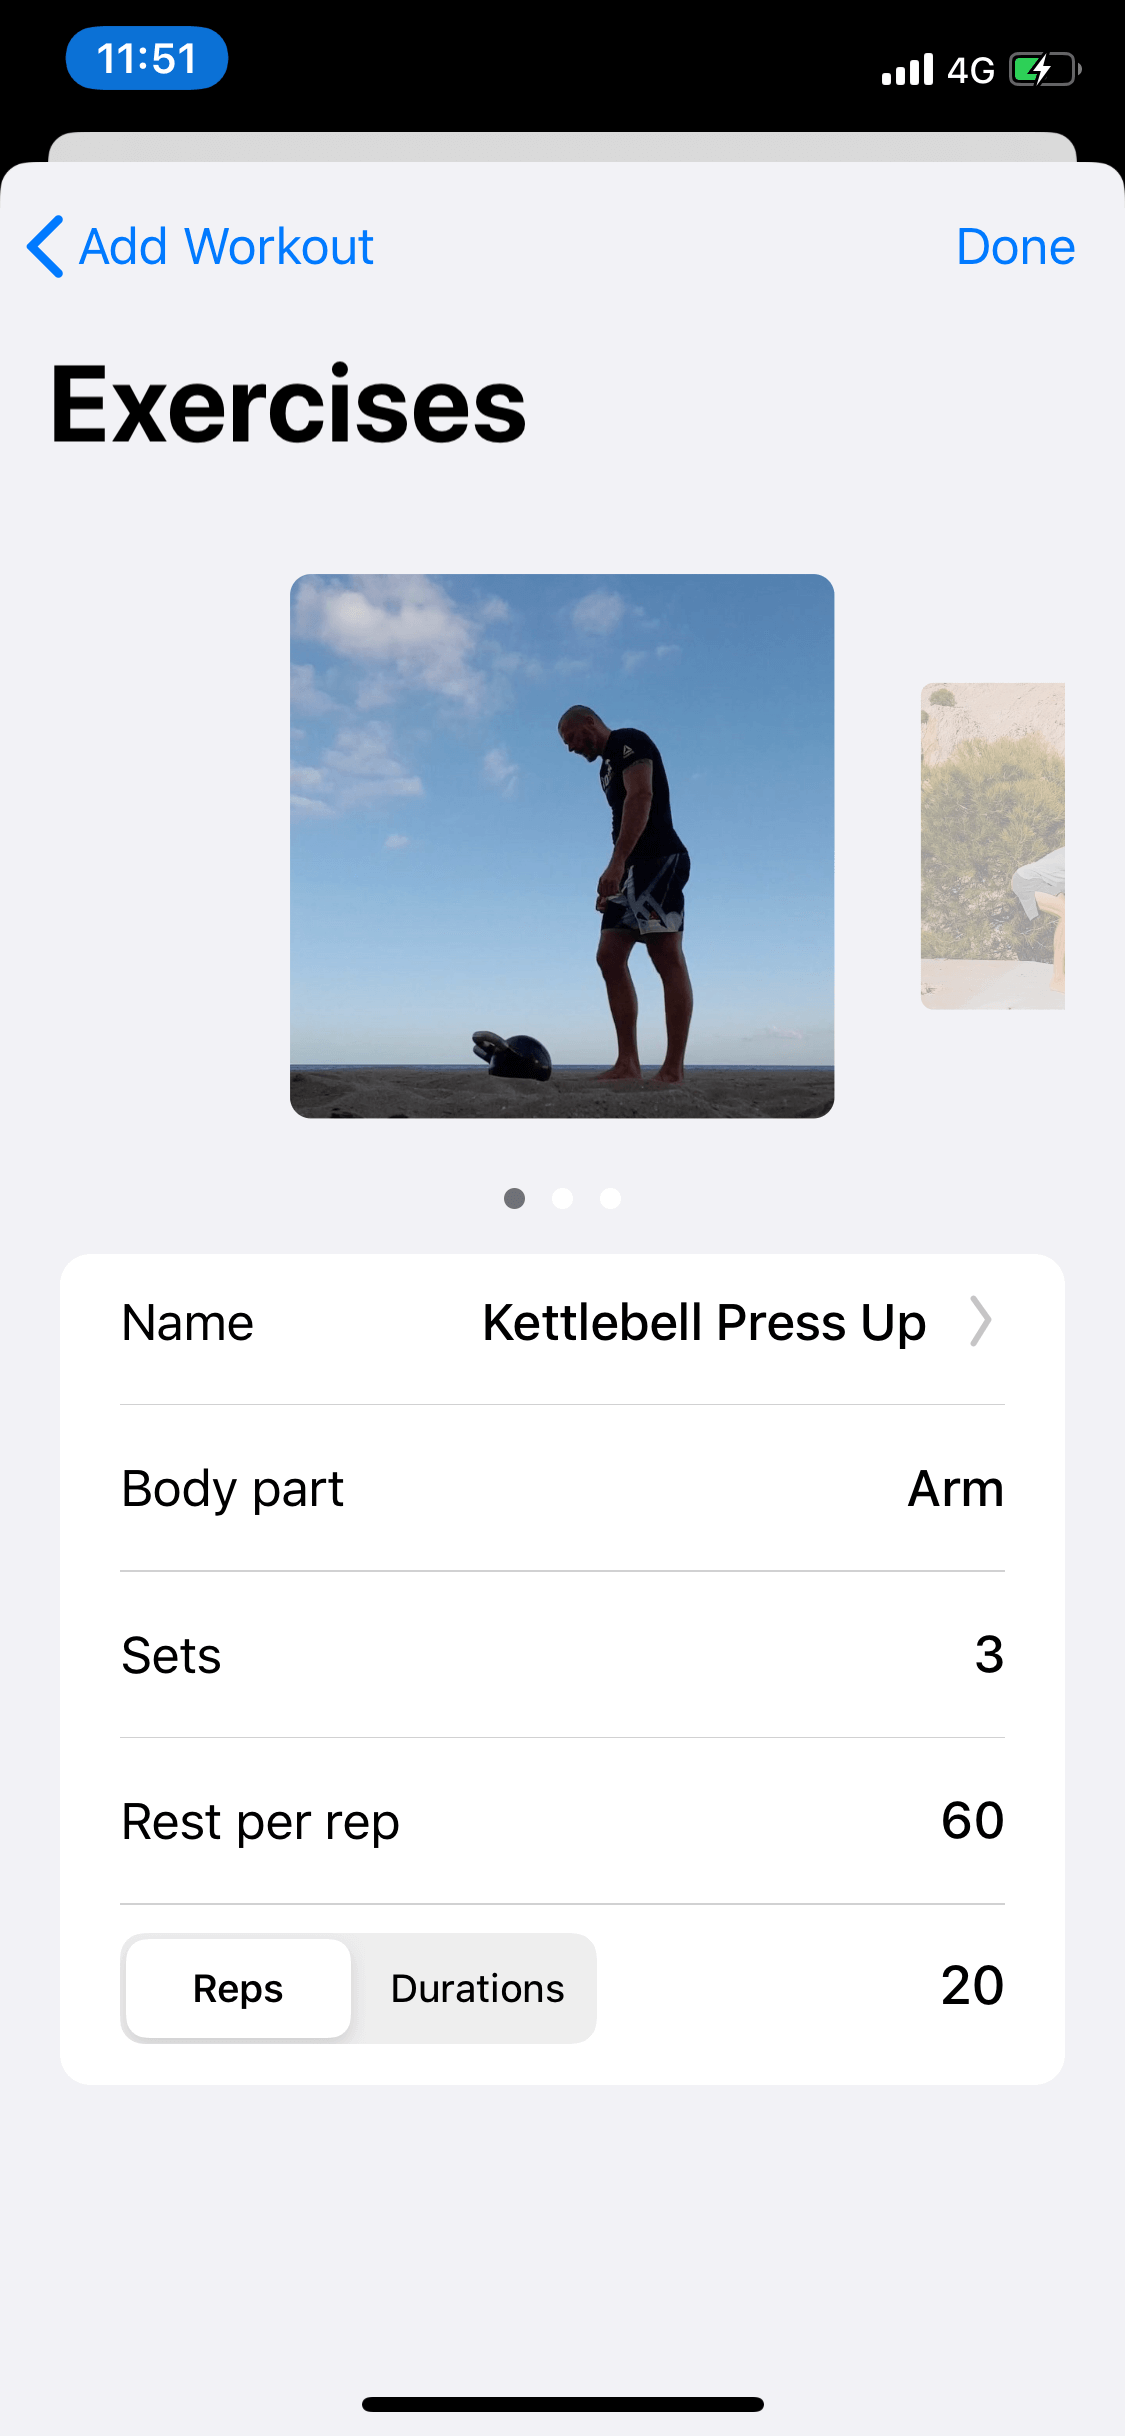 11:51
4G
Add Workout
Done
Exercises
Name
Kettlebell Press Up
Body part
Arm
Sets
3
Rest per rep
60
Reps
Durations
20